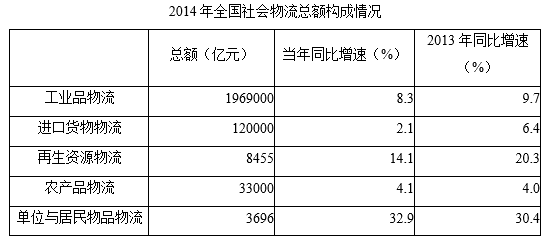 2014年全国社会物流总额构成情况
总额（亿元） 当年同比增速（%） 2013年同比增速（%）
工业品物流 1969000 8.3 9.7
进口货物物流 120000 2.1 6.4
再生资源物流 8455 14.1 20.3
农产品物流 33000 4.1 4.0
单位与居民物品物流 3696 32.9 30.4